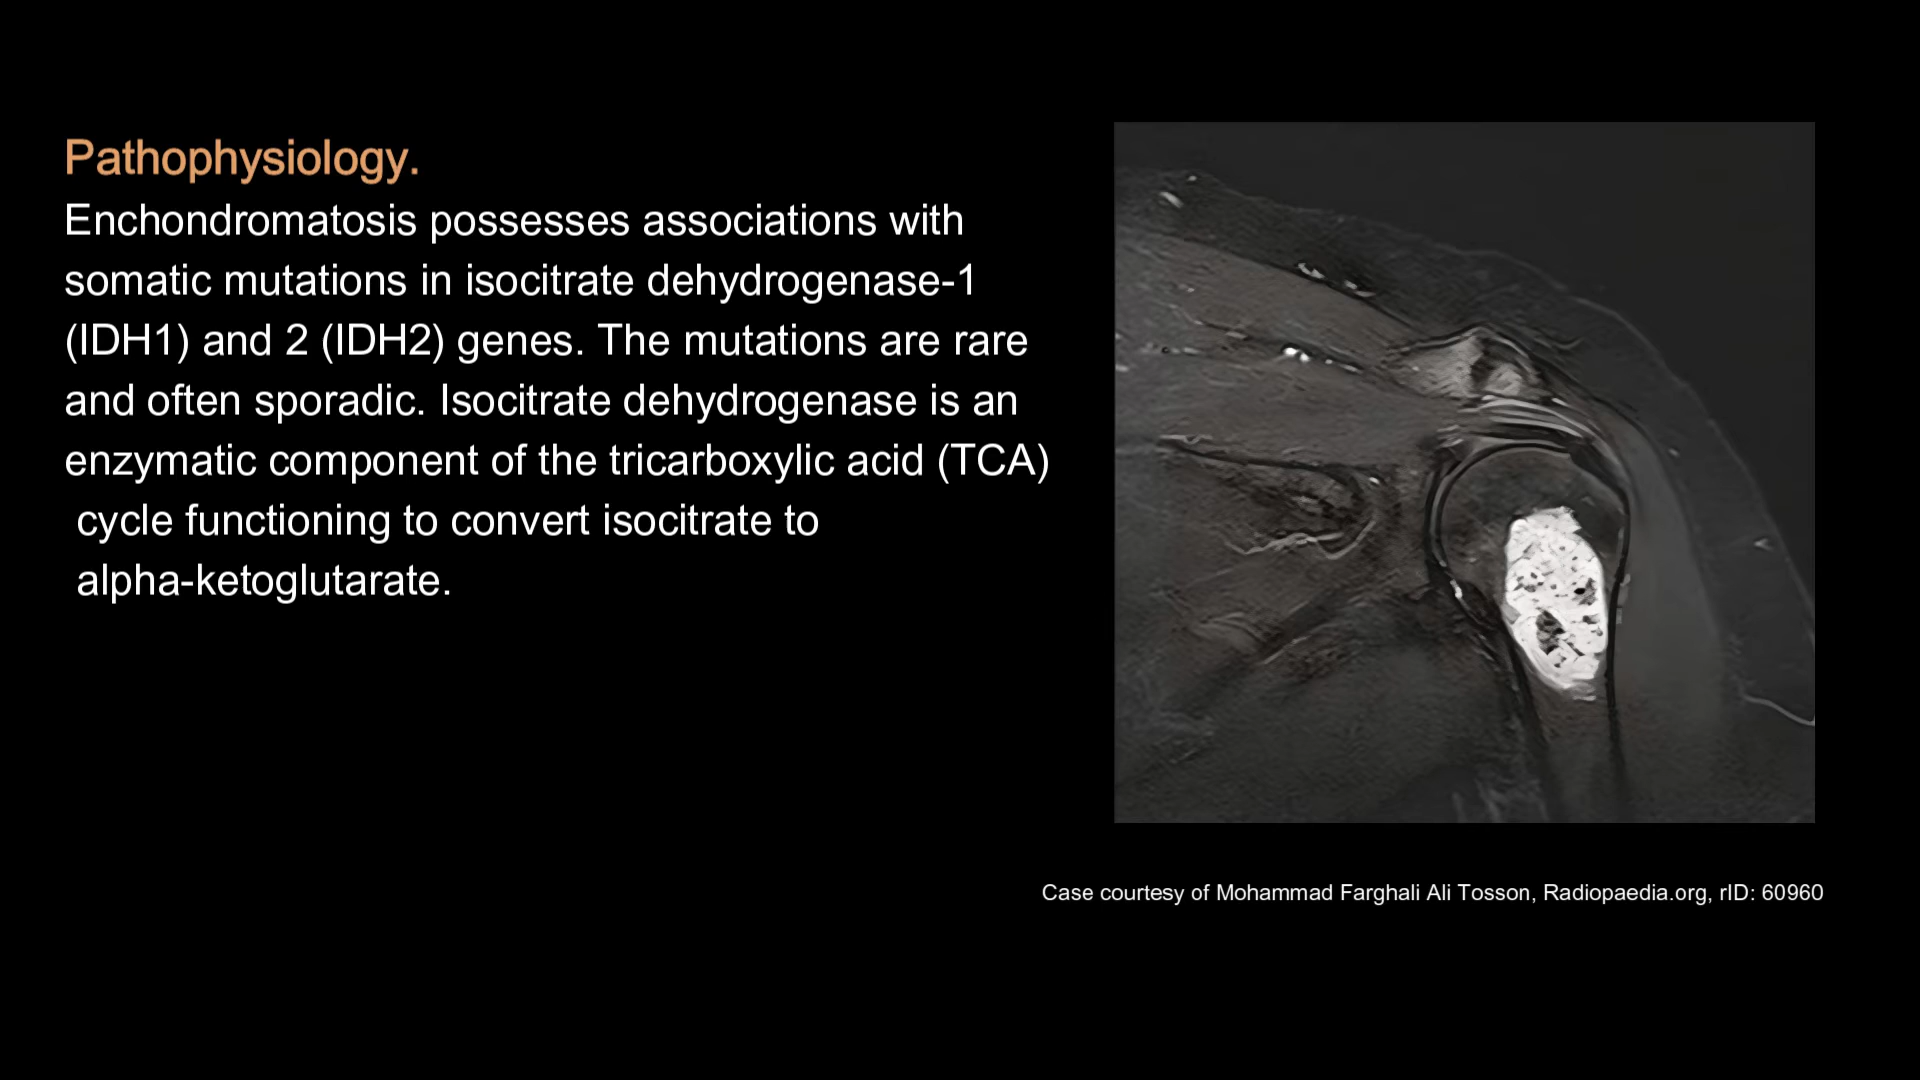 Pathophysiology.
Enchondromatosis possesses associations with
somatic mutations in isocitrate dehydrogenase-1
(IDH1) and 2 (IDH2) genes. The mutations are rare
and often sporadic. Isocitrate dehydrogenase is an
enzymatic component of the tricarboxylic acid (TCA)
cycle functioning to convert isocitrate to
alpha-ketoglutarate.
Case courtesy of Mohammad Farghali Ali Tosson, Radiopaedia.org, rID: 60960